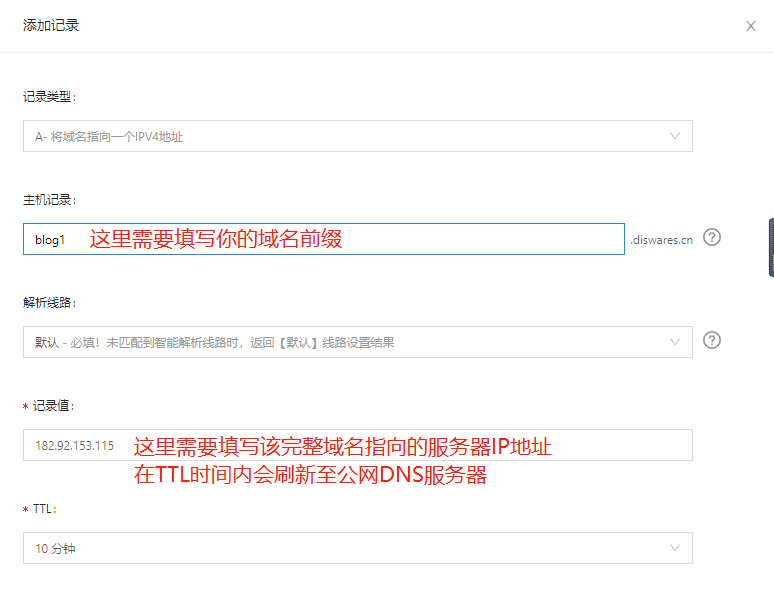 添加记录
记录类型:
A- 将域名指向一个IPV4地址
主机记录:
blog1 这里需要填写你的域名前缀 .diswares.cn ?
解析线路:
默认 - 必填！未匹配到智能解析线路时，返回【默认】线路设置结果 ?
* 记录值:
182.92.153.115 这里需要填写该完整域名指向的服务器IP地址
在TTL时间内会刷新至公网DNS服务器
* TTL:
10 分钟